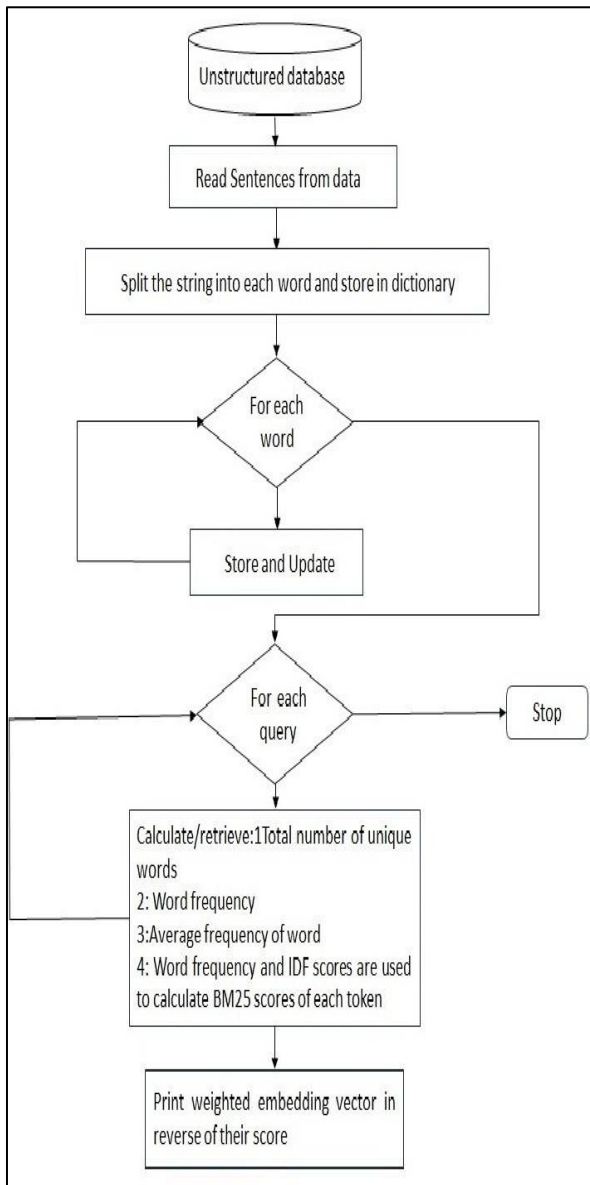 Unstructured database
Read Sentences from data
Split the string into each word and store in dictionary
For each
word
Store and Update
For each
query
Stop
Calculate/retrieve:1Total number of unique
words
2: Word frequency
3:Average frequency of word
4: Word frequency and IDF scores are used
to calculate BM25 scores of each token
Print weighted embedding vector in
reverse of their score